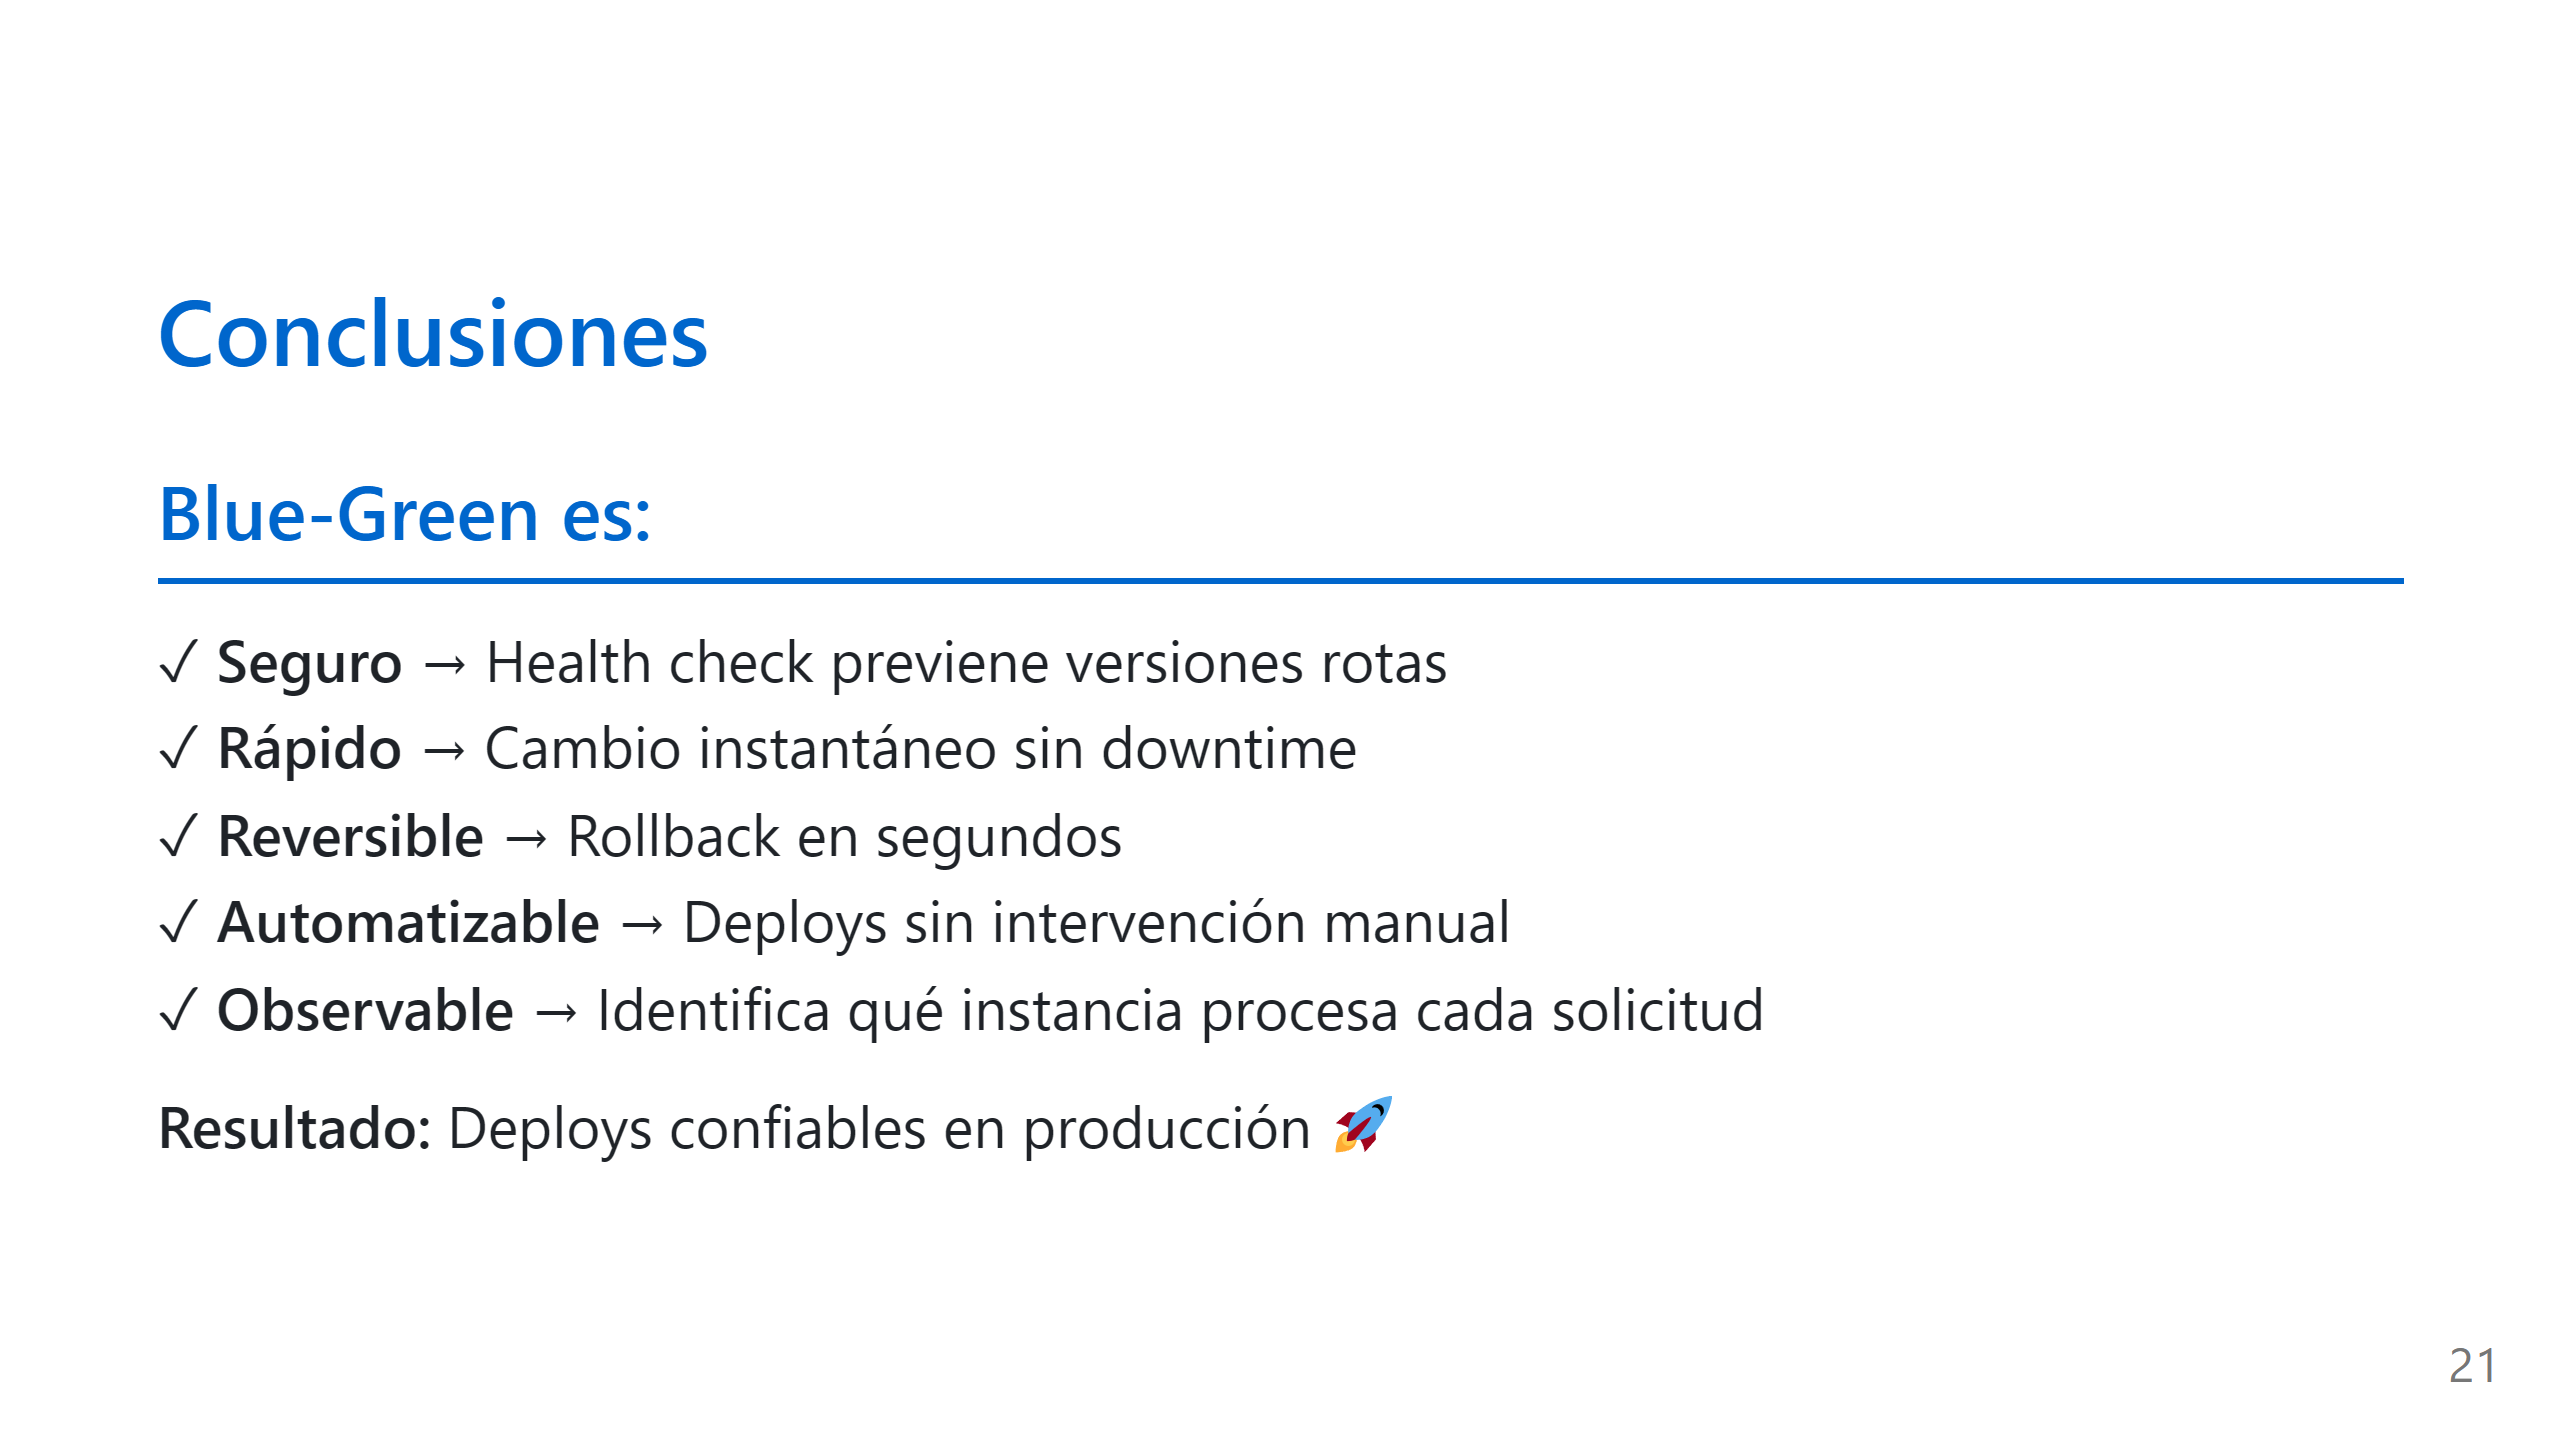 Conclusiones
Blue-Green es:
✓ Seguro → Health check previene versiones rotas
✓ Rápido → Cambio instantáneo sin downtime
✓ Reversible → Rollback en segundos
✓ Automatizable → Deploys sin intervención manual
✓ Observable → Identifica qué instancia procesa cada solicitud
Resultado: Deploys confiables en producción 🚀
21